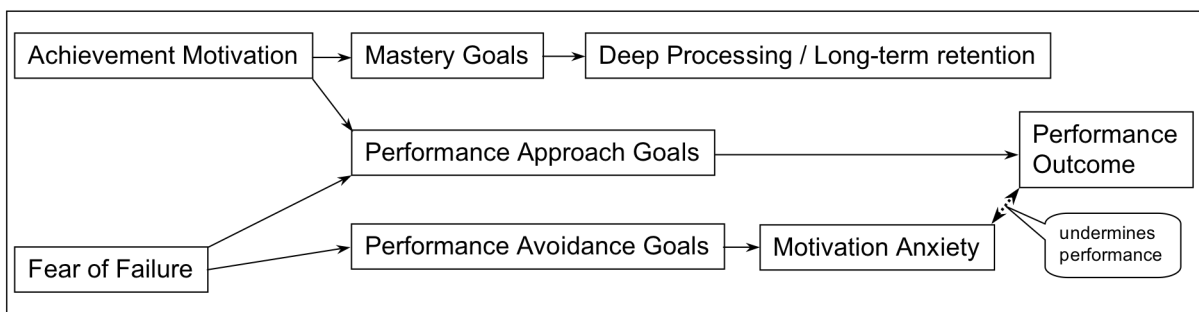 Achievement Motivation
Mastery Goals
Deep Processing / Long-term retention
Performance Approach Goals
Performance
Outcome
Fear of Failure
Performance Avoidance Goals
Motivation Anxiety
undermines
performance